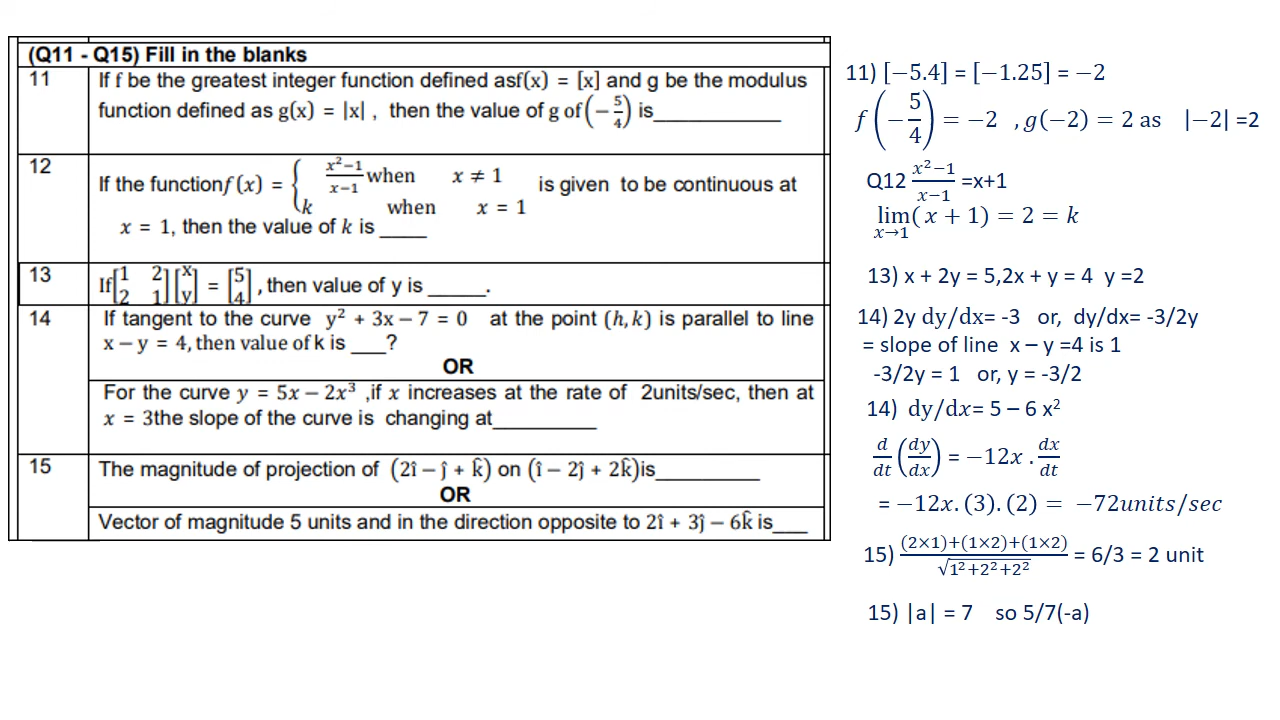 (Q11 - Q15) Fill in the blanks
11 If f be the greatest integer function defined asf(x) = [x] and g be the modulus
function defined as g(x) = |x| , then the value of g of(−5/4) is____________
12 If the functionf(x) = { x²−1/x−1 when x ≠ 1 is given to be continuous at
k when x = 1
x = 1, then the value of k is _____
13 If[1 2 2 1][x y] = [5 4], then value of y is ______.
14 If tangent to the curve y² + 3x − 7 = 0 at the point (h, k) is parallel to line
x − y = 4, then value of k is ___?
OR
For the curve y = 5x − 2x³ ,if x increases at the rate of 2units/sec, then at
x = 3the slope of the curve is changing at__________
15 The magnitude of projection of (2î − ĵ + k̂) on (î − 2ĵ + 2k̂)is__________
OR
Vector of magnitude 5 units and in the direction opposite to 2î + 3ĵ − 6k̂ is___
11) [−5.4] = [−1.25] = −2
f(−5/4) = −2 , g(−2) = 2 as |−2| =2
Q12 x²−1/x−1 =x+1
lim x→1 ( x + 1) = 2 = k
13) x + 2y = 5,2x + y = 4 y =2
14) 2y dy/dx= -3 or, dy/dx= -3/2y
= slope of line x – y =4 is 1
-3/2y = 1 or, y = -3/2
14) dy/dx= 5 – 6 x²
d/dt (dy/dx) = −12x . dx/dt
= −12x. (3). (2) = −72units/sec
15) (2×1)+(1×2)+(1×2)/√1²+2²+2² = 6/3 = 2 unit
15) |a| = 7 so 5/7(-a)